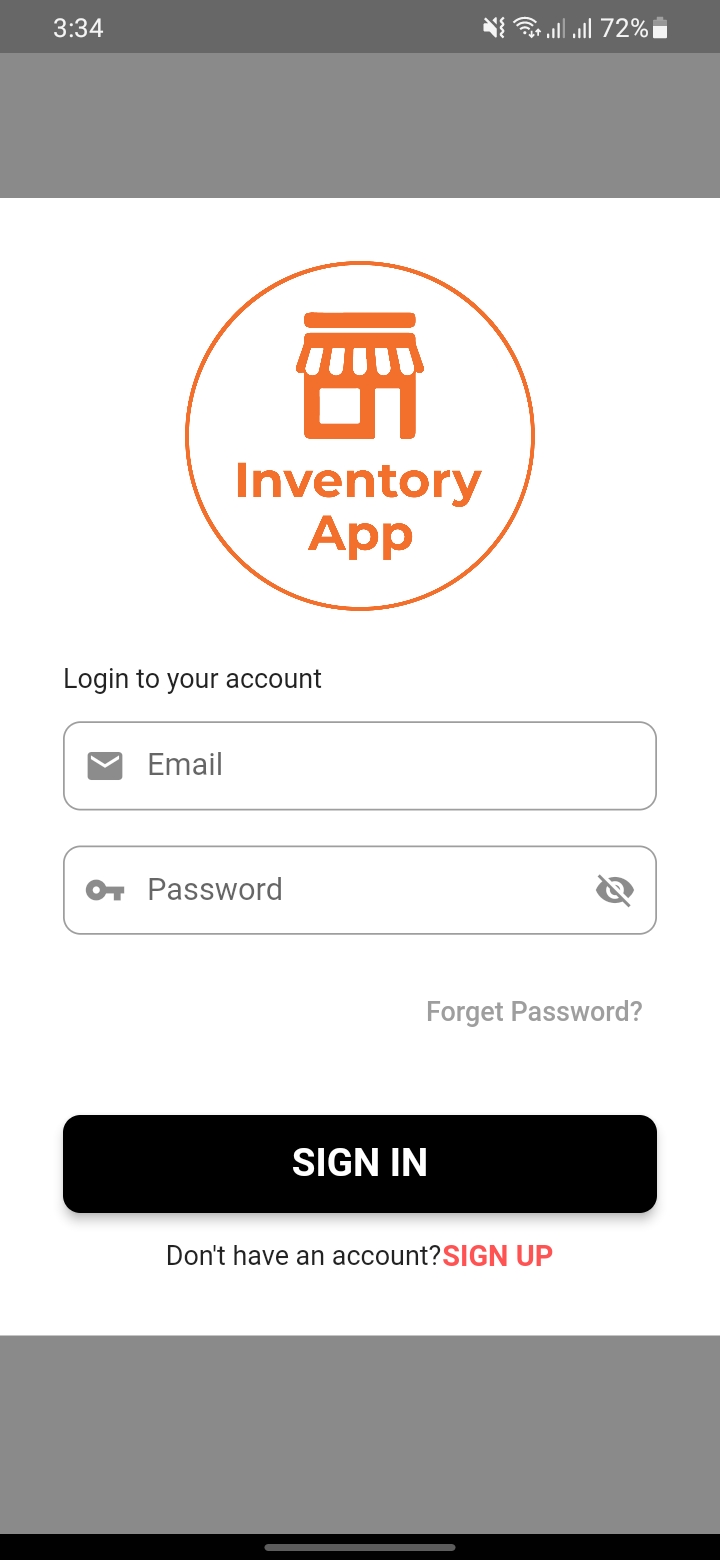 3:34
72%
Inventory
App
Login to your account
Email
Password
Forget Password?
SIGN IN
Don't have an account?SIGN UP